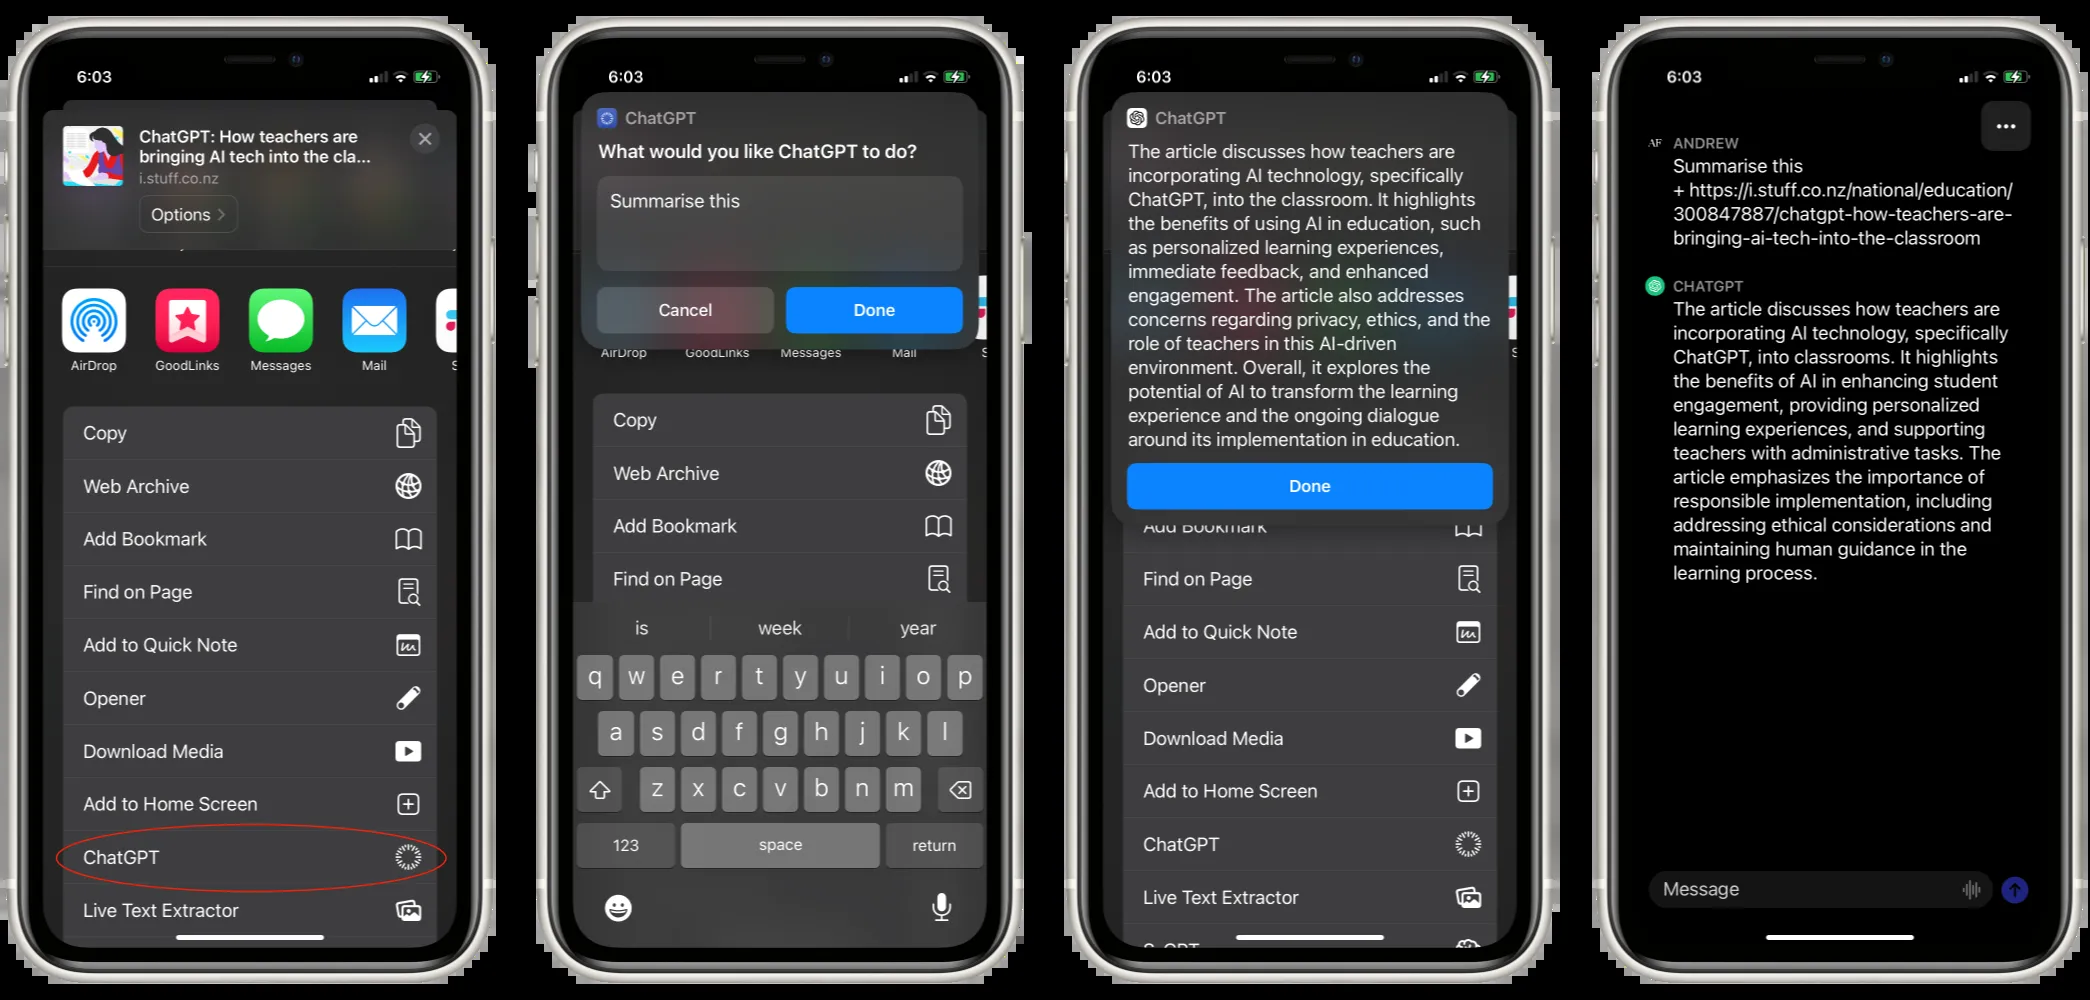 6:03
ChatGPT: How teachers are
bringing AI tech into the cla...
i.stuff.co.nz
Options
AirDrop
GoodLinks
Messages
Mail
S
Copy
Web Archive
Add Bookmark
Find on Page
Add to Quick Note
Opener
Download Media
Add to Home Screen
ChatGPT
Live Text Extractor
6:03
ChatGPT
What would you like ChatGPT to do?
Summarise this
Cancel
Done
AirDrop
GoodLinks
Messages
Mail
S
Copy
Web Archive
Add Bookmark
Find on Page
is week year
q w e r t y u i o p
a s d f g h j k l
z x c v b n m
123 space return
6:03
ChatGPT
The article discusses how teachers are
incorporating AI technology, specifically
ChatGPT, into the classroom. It highlights
the benefits of using AI in education, such
as personalized learning experiences,
immediate feedback, and enhanced
engagement. The article also addresses
concerns regarding privacy, ethics, and the
role of teachers in this AI-driven
environment. Overall, it explores the
potential of AI to transform the learning
experience and the ongoing dialogue
around its implementation in education.
Done
Add Bookmark
Find on Page
Add to Quick Note
Opener
Download Media
Add to Home Screen
ChatGPT
Live Text Extractor
S-GPT
6:03
AF ANDREW
Summarise this
+ https://i.stuff.co.nz/national/education/
300847887/chatgpt-how-teachers-are-
bringing-ai-tech-into-the-classroom
CHATGPT
The article discusses how teachers are
incorporating AI technology, specifically
ChatGPT, into classrooms. It highlights
the benefits of AI in enhancing student
engagement, providing personalized
learning experiences, and supporting
teachers with administrative tasks. The
article emphasizes the importance of
responsible implementation, including
addressing ethical considerations and
maintaining human guidance in the
learning process.
Message